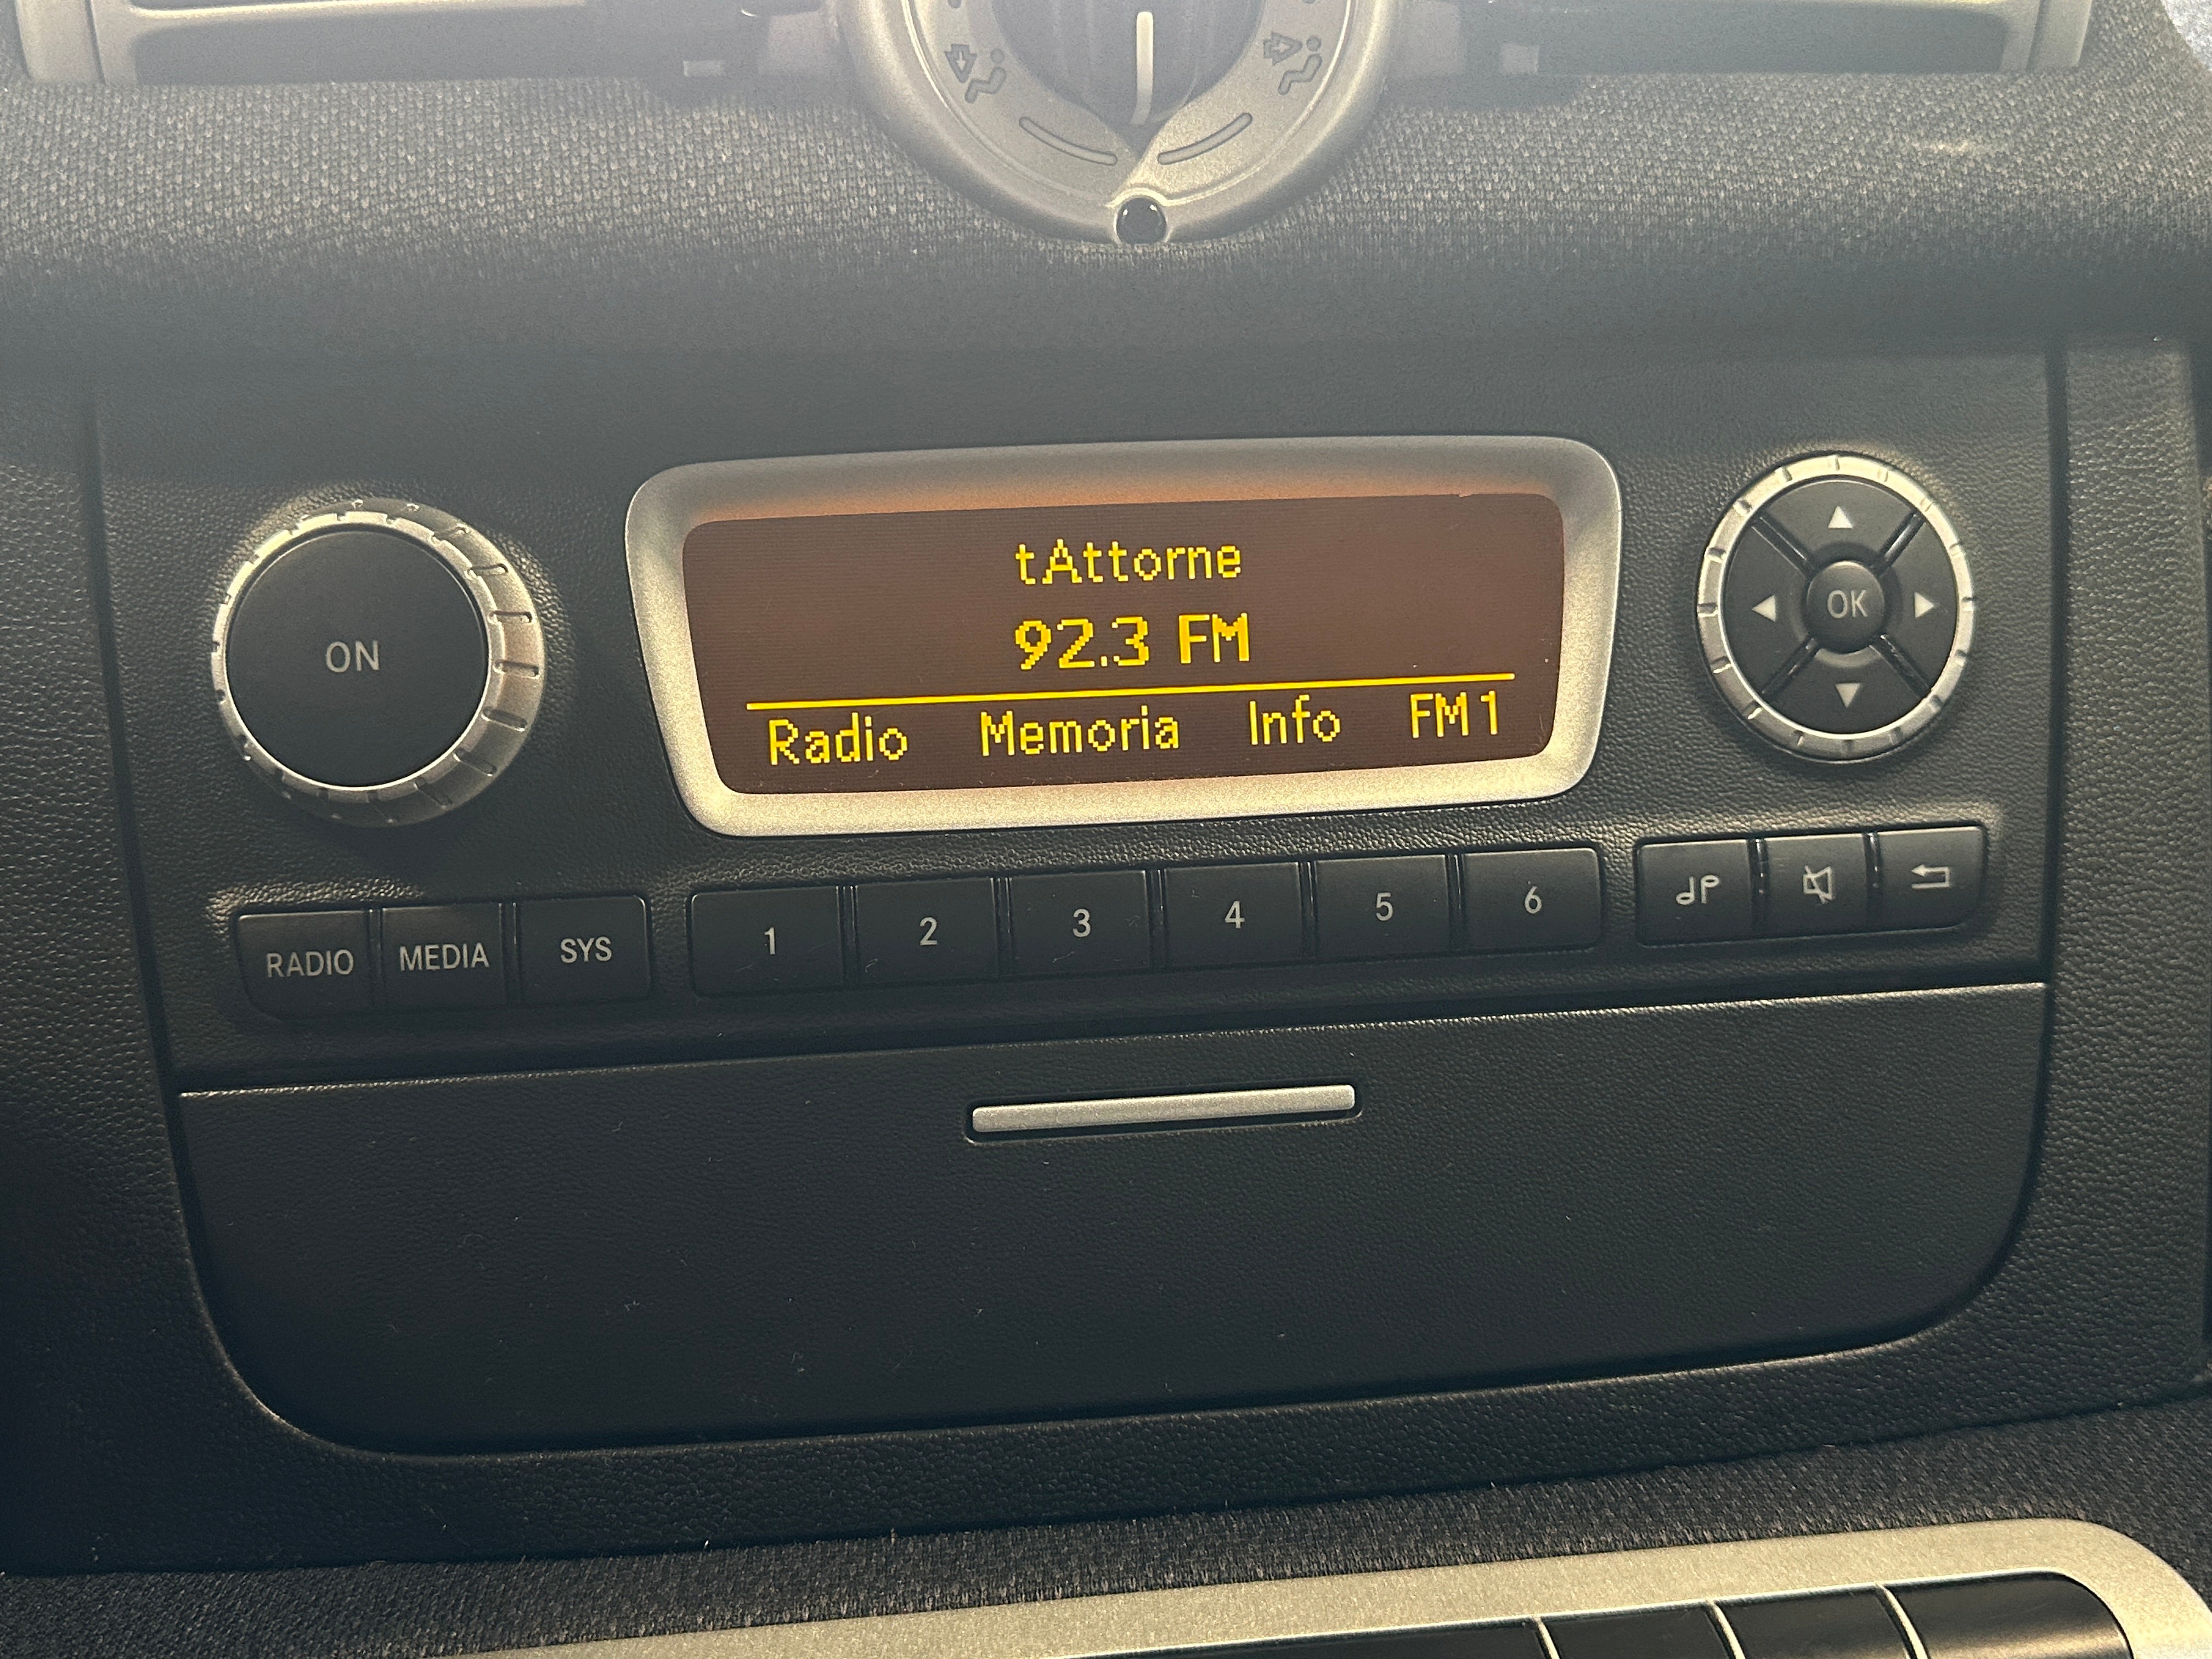 tAttorne
92.3 FM
Radio Memoria Info FM1
ON
OK
RADIO MEDIA SYS 1 2 3 4 5 6